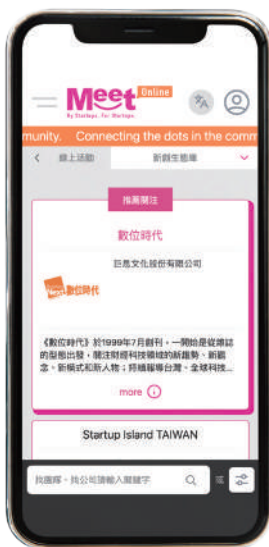 Meet Online
By Startups, For Startups.
munity. Connecting the dots in the comm
線上活動 新創生態庫
推薦關注
數位時代
巨思文化股份有限公司
Meet 數位時代
《數位時代》於1999年7月創刊，一開始是從雜誌
的型態出發，關注財經科技領域的新趨勢、新觀
念、新模式和新人物；持續報導台灣、全球科技...
more
Startup Island TAIWAN
找團隊、找公司請輸入關鍵字